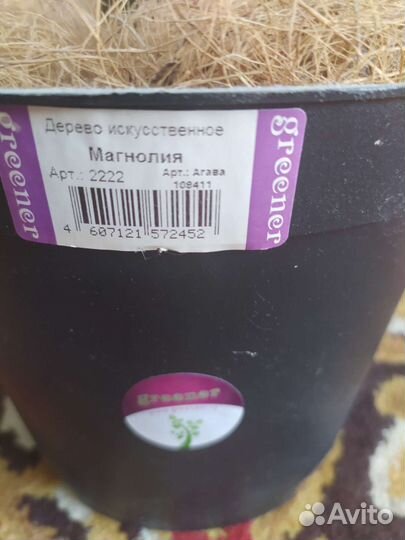 Дерево искусственное
Магнолия
Арт.: 2222 Арт.: Агава
108411
4 607121 572452
greener
greener
greener
Avito